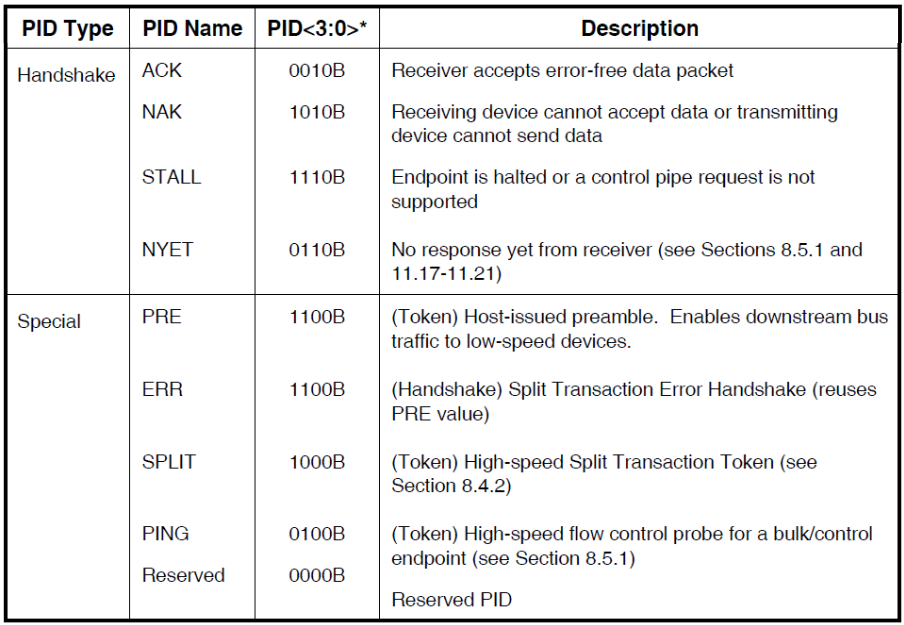 PID Type PID Name PID<3:0>* Description
Handshake ACK 0010B Receiver accepts error-free data packet
NAK 1010B Receiving device cannot accept data or transmitting
device cannot send data
STALL 1110B Endpoint is halted or a control pipe request is not
supported
NYET 0110B No response yet from receiver (see Sections 8.5.1 and
11.17-11.21)
Special PRE 1100B (Token) Host-issued preamble. Enables downstream bus
traffic to low-speed devices.
ERR 1100B (Handshake) Split Transaction Error Handshake (reuses
PRE value)
SPLIT 1000B (Token) High-speed Split Transaction Token (see
Section 8.4.2)
PING 0100B (Token) High-speed flow control probe for a bulk/control
endpoint (see Section 8.5.1)
Reserved 0000B
Reserved PID